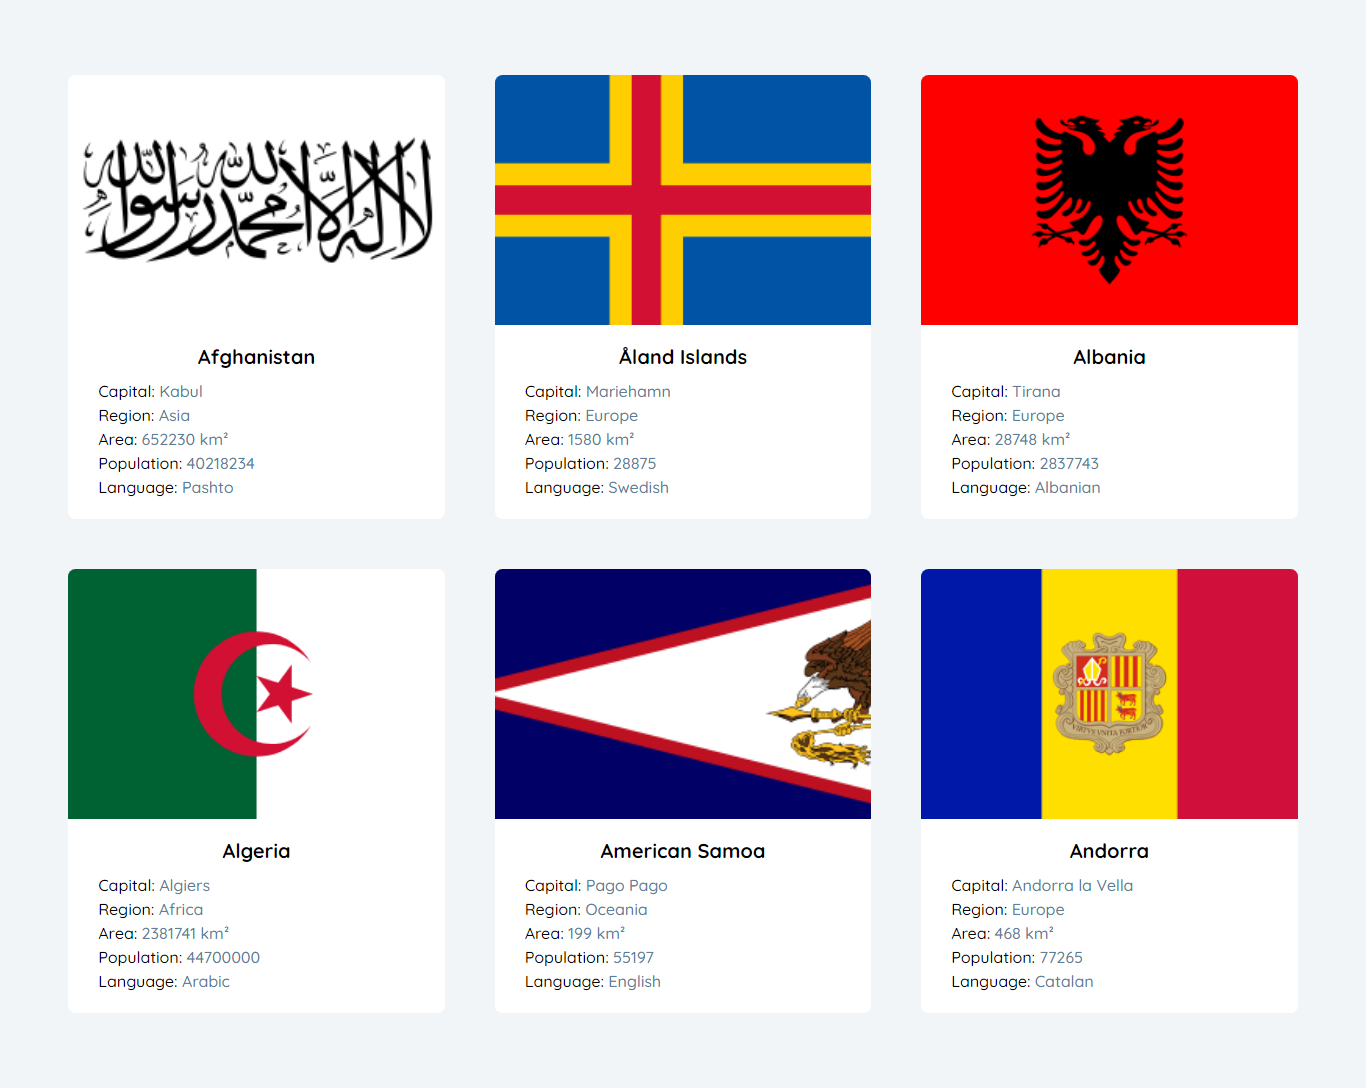 لا إله إلا الله محمد رسول الله
Afghanistan
Capital: Kabul
Region: Asia
Area: 652230 km²
Population: 40218234
Language: Pashto
Åland Islands
Capital: Mariehamn
Region: Europe
Area: 1580 km²
Population: 28875
Language: Swedish
Albania
Capital: Tirana
Region: Europe
Area: 28748 km²
Population: 2837743
Language: Albanian
Algeria
Capital: Algiers
Region: Africa
Area: 2381741 km²
Population: 44700000
Language: Arabic
American Samoa
Capital: Pago Pago
Region: Oceania
Area: 199 km²
Population: 55197
Language: English
VIRTVS VNITA FORTIOR
Andorra
Capital: Andorra la Vella
Region: Europe
Area: 468 km²
Population: 77265
Language: Catalan